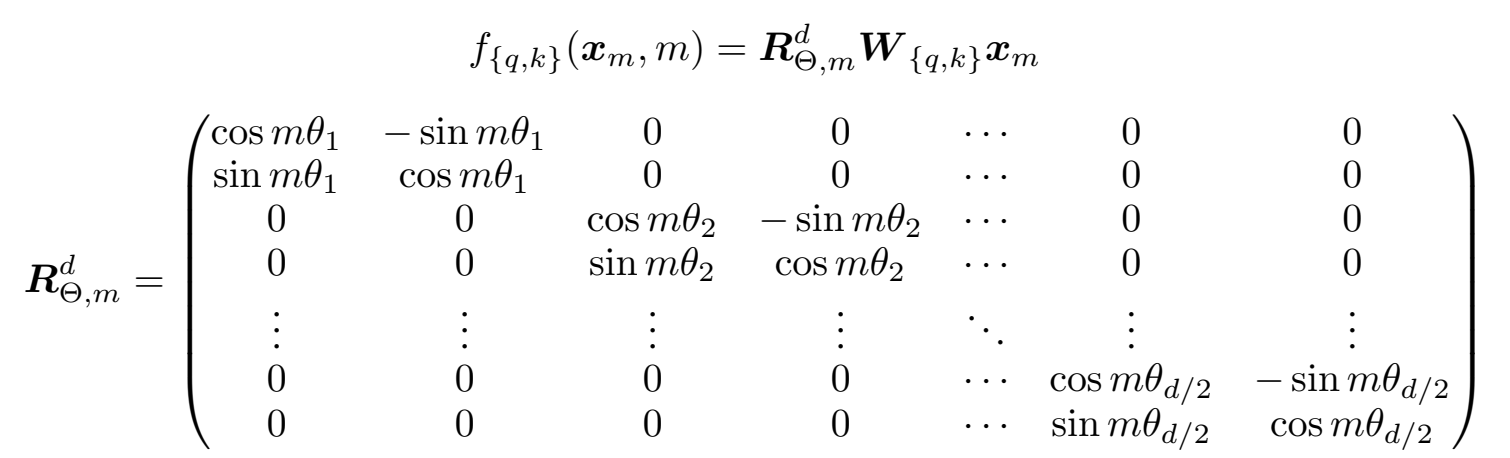 f_{\{q,k\}}(\boldsymbol{x}_m, m) = \boldsymbol{R}^d_{\Theta,m} \boldsymbol{W}_{\{q,k\}} \boldsymbol{x}_m
\boldsymbol{R}^d_{\Theta,m} = \begin{pmatrix}
\cos m\theta_1 & -\sin m\theta_1 & 0 & 0 & \cdots & 0 & 0 \\
\sin m\theta_1 & \cos m\theta_1 & 0 & 0 & \cdots & 0 & 0 \\
0 & 0 & \cos m\theta_2 & -\sin m\theta_2 & \cdots & 0 & 0 \\
0 & 0 & \sin m\theta_2 & \cos m\theta_2 & \cdots & 0 & 0 \\
\vdots & \vdots & \vdots & \vdots & \ddots & \vdots & \vdots \\
0 & 0 & 0 & 0 & \cdots & \cos m\theta_{d/2} & -\sin m\theta_{d/2} \\
0 & 0 & 0 & 0 & \cdots & \sin m\theta_{d/2} & \cos m\theta_{d/2}
\end{pmatrix}